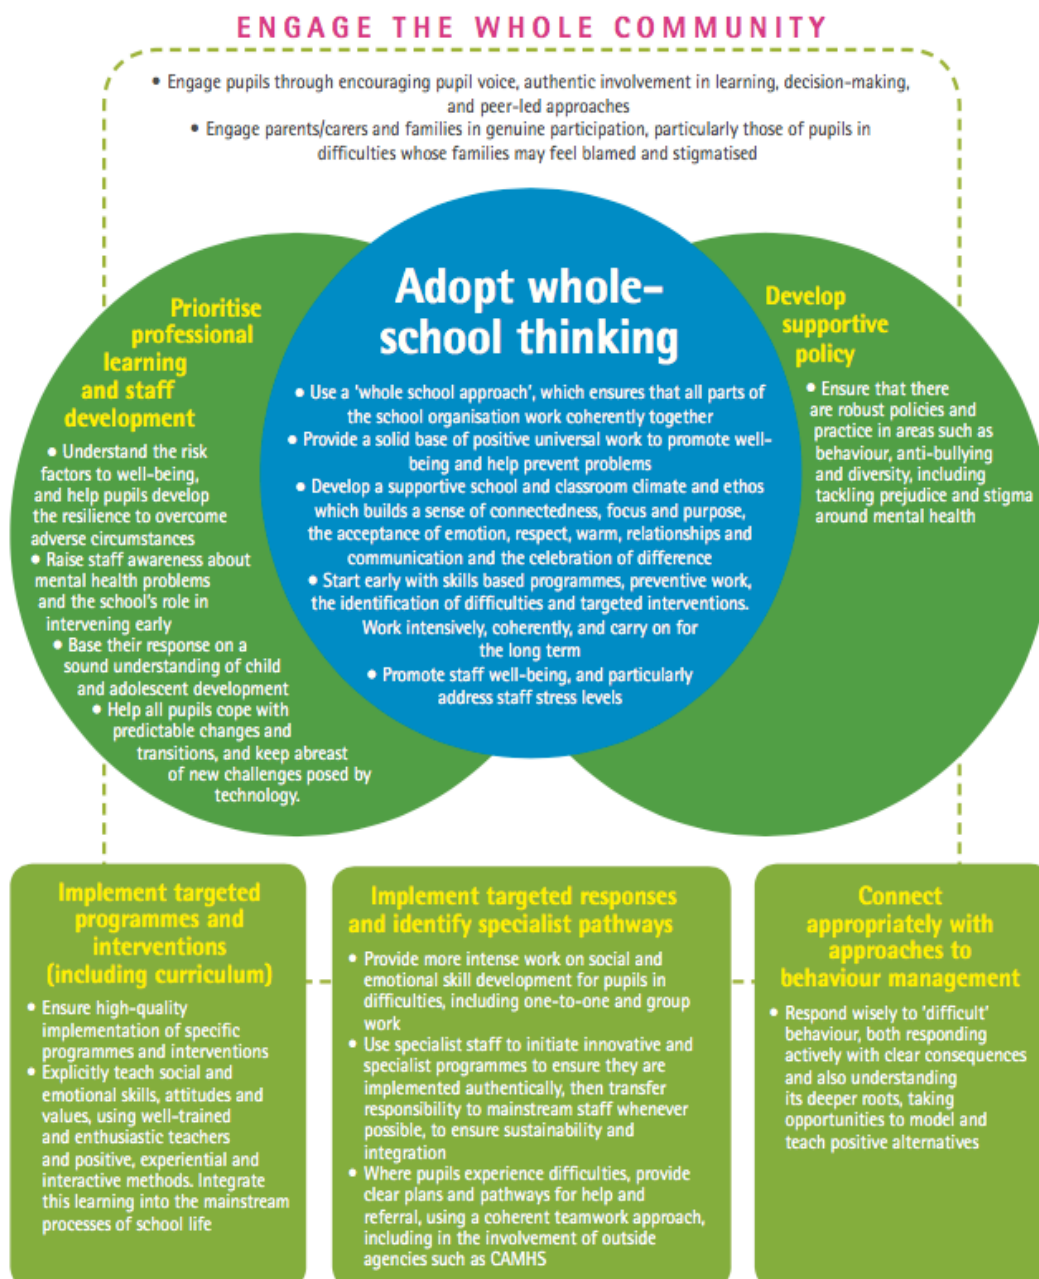 ENGAGE THE WHOLE COMMUNITY
• Engage pupils through encouraging pupil voice, authentic involvement in learning, decision-making,
and peer-led approaches
• Engage parents/carers and families in genuine participation, particularly those of pupils in
difficulties whose families may feel blamed and stigmatised
Prioritise
professional
learning
and staff
development
• Understand the risk
factors to well-being,
and help pupils develop
the resilience to overcome
adverse circumstances
• Raise staff awareness about
mental health problems
and the school's role in
intervening early
• Base their response on a
sound understanding of child
and adolescent development
• Help all pupils cope with
predictable changes and
transitions, and keep abreast
of new challenges posed by
technology.
Adopt whole-
school thinking
• Use a 'whole school approach', which ensures that all parts of
the school organisation work coherently together
• Provide a solid base of positive universal work to promote well-
being and help prevent problems
• Develop a supportive school and classroom climate and ethos
which builds a sense of connectedness, focus and purpose,
the acceptance of emotion, respect, warm, relationships and
communication and the celebration of difference
• Start early with skills based programmes, preventive work,
the identification of difficulties and targeted interventions.
Work intensively, coherently, and carry on for
the long term
• Promote staff well-being, and particularly
address staff stress levels
Develop
supportive
policy
• Ensure that there
are robust policies and
practice in areas such as
behaviour, anti-bullying
and diversity, including
tackling prejudice and stigma
around mental health
Implement targeted
programmes and
interventions
(including curriculum)
• Ensure high-quality
implementation of specific
programmes and interventions
• Explicitly teach social and
emotional skills, attitudes and
values, using well-trained
and enthusiastic teachers
and positive, experiential and
interactive methods. Integrate
this learning into the mainstream
processes of school life
Implement targeted responses
and identify specialist pathways
• Provide more intense work on social and
emotional skill development for pupils in
difficulties, including one-to-one and group
work
• Use specialist staff to initiate innovative and
specialist programmes to ensure they are
implemented authentically, then transfer
responsibility to mainstream staff whenever
possible, to ensure sustainability and
integration
• Where pupils experience difficulties, provide
clear plans and pathways for help and
referral, using a coherent teamwork approach,
including in the involvement of outside
agencies such as CAMHS
Connect
appropriately with
approaches to
behaviour management
• Respond wisely to 'difficult'
behaviour, both responding
actively with clear consequences
and also understanding
its deeper roots, taking
opportunities to model and
teach positive alternatives